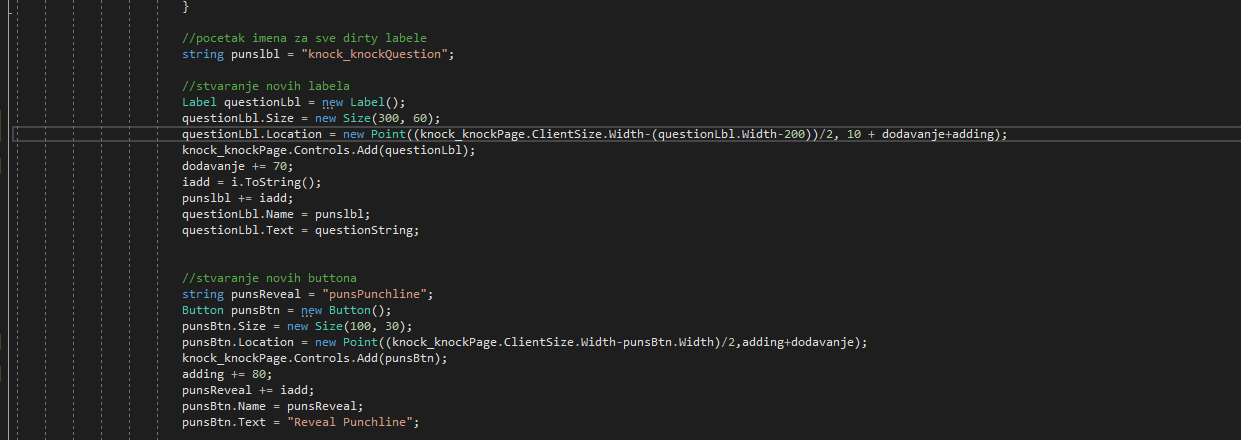 }
//pocetak imena za sve dirty labele
string punslbl = "knock_knockQuestion";
//stvaranje novih labela
Label questionLbl = new Label();
questionLbl.Size = new Size(300, 60);
questionLbl.Location = new Point((knock_knockPage.ClientSize.Width-(questionLbl.Width-200))/2, 10 + dodavanje+adding);
knock_knockPage.Controls.Add(questionLbl);
dodavanje += 70;
iadd = i.ToString();
punslbl += iadd;
questionLbl.Name = punslbl;
questionLbl.Text = questionString;
//stvaranje novih buttona
string punsReveal = "punsPunchline";
Button punsBtn = new Button();
punsBtn.Size = new Size(100, 30);
punsBtn.Location = new Point((knock_knockPage.ClientSize.Width-punsBtn.Width)/2,adding+dodavanje);
knock_knockPage.Controls.Add(punsBtn);
adding += 80;
punsReveal += iadd;
punsBtn.Name = punsReveal;
punsBtn.Text = "Reveal Punchline";